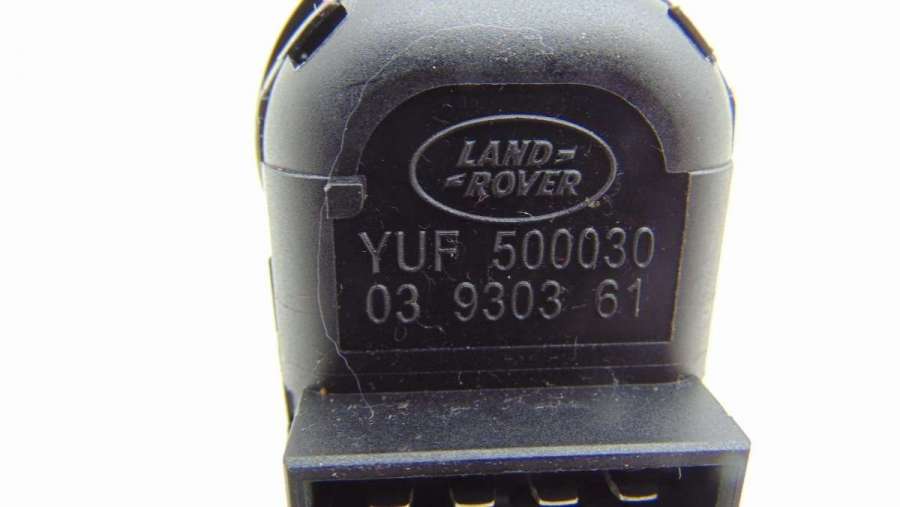 LAND
ROVER
YUF 500030
03 9303 61